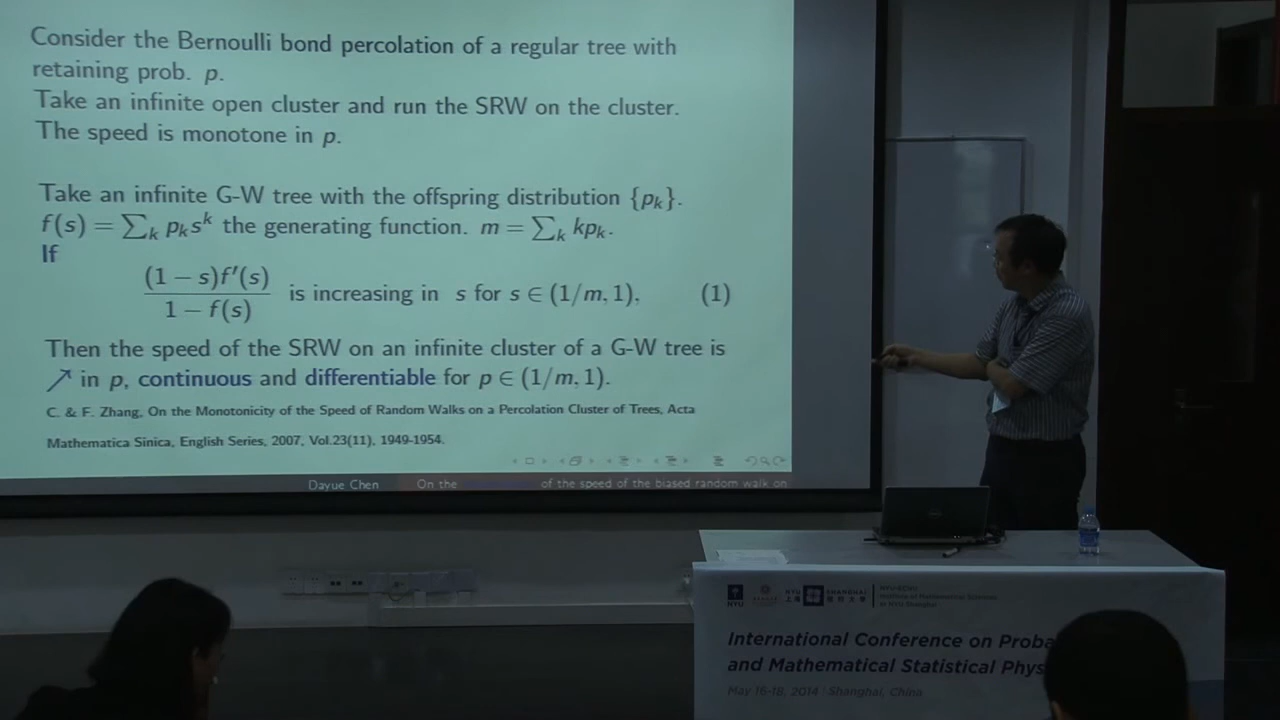 Consider the Bernoulli bond percolation of a regular tree with
retaining prob. p.
Take an infinite open cluster and run the SRW on the cluster.
The speed is monotone in p.
Take an infinite G-W tree with the offspring distribution {pₖ}.
f(s) = ∑ₖ pₖsᵏ the generating function. m = ∑ₖ kpₖ.
If
(1 − s)f′(s) / 1 − f(s) is increasing in s for s ∈ (1/m, 1), (1)
Then the speed of the SRW on an infinite cluster of a G-W tree is
↗ in p, continuous and differentiable for p ∈ (1/m, 1).
C. & F. Zhang, On the Monotonicity of the Speed of Random Walks on a Percolation Cluster of Trees, Acta
Mathematica Sinica, English Series, 2007, Vol.23(11), 1949-1954.
Dayue Chen On the of the speed of the biased random walk on
NYU SHANGHAI
International Conference on Proba
and Mathematical Statistical Phys
May 16-18, 2014 | Shanghai, China